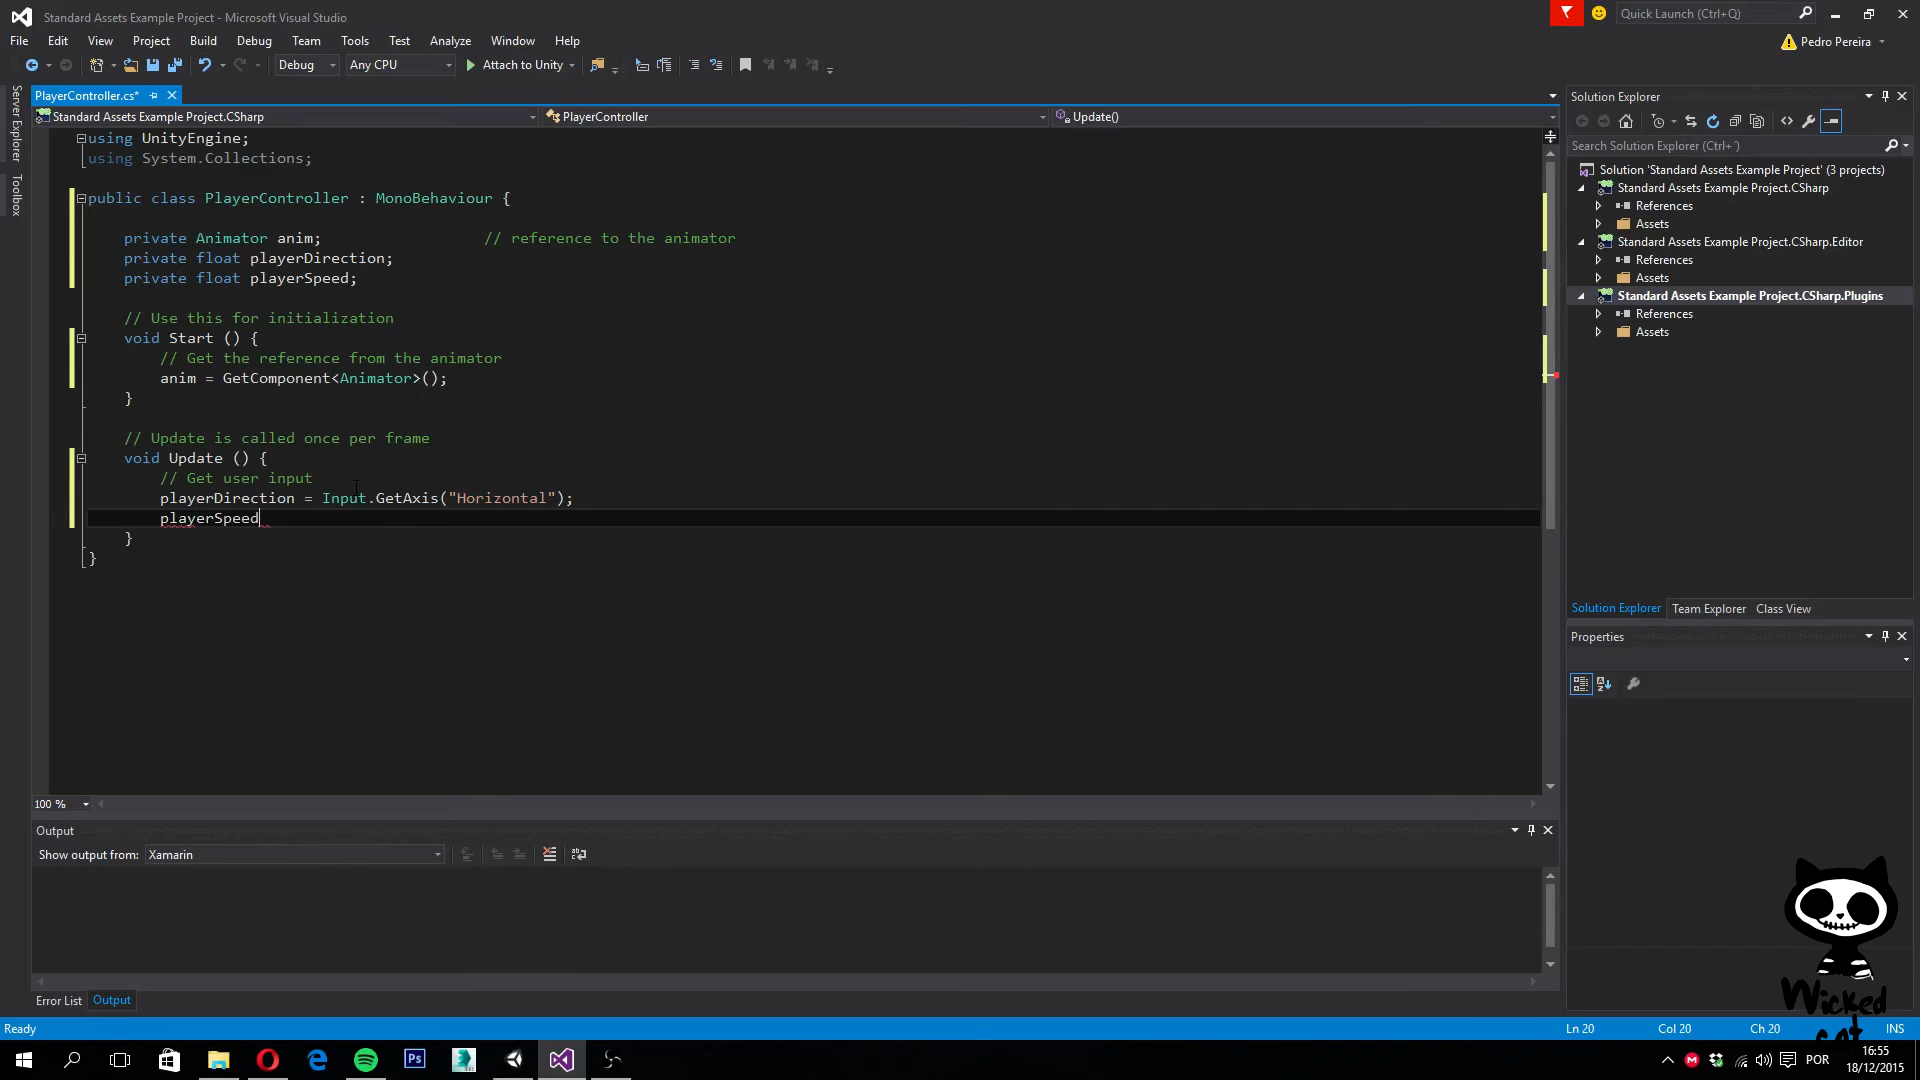 Standard Assets Example Project - Microsoft Visual Studio
Quick Launch (Ctrl+Q)
File Edit View Project Build Debug Team Tools Test Analyze Window Help
Pedro Pereira
Debug Any CPU Attach to Unity
Server Explorer
Toolbox
PlayerController.cs*
Standard Assets Example Project.CSharp PlayerController Update()
using UnityEngine;
using System.Collections;
public class PlayerController : MonoBehaviour {
private Animator anim; // reference to the animator
private float playerDirection;
private float playerSpeed;
// Use this for initialization
void Start () {
// Get the reference from the animator
anim = GetComponent<Animator>();
}
// Update is called once per frame
void Update () {
// Get user input
playerDirection = Input.GetAxis("Horizontal");
playerSpeed
}
}
100 %
Output
Show output from: Xamarin
Error List Output
Solution Explorer
Search Solution Explorer (Ctrl+´)
Solution 'Standard Assets Example Project' (3 projects)
Standard Assets Example Project.CSharp
References
Assets
Standard Assets Example Project.CSharp.Editor
References
Assets
Standard Assets Example Project.CSharp.Plugins
References
Assets
Solution Explorer Team Explorer Class View
Properties
Wicked
cat
Ready Ln 20 Col 20 Ch 20 INS
POR
16:55
18/12/2015